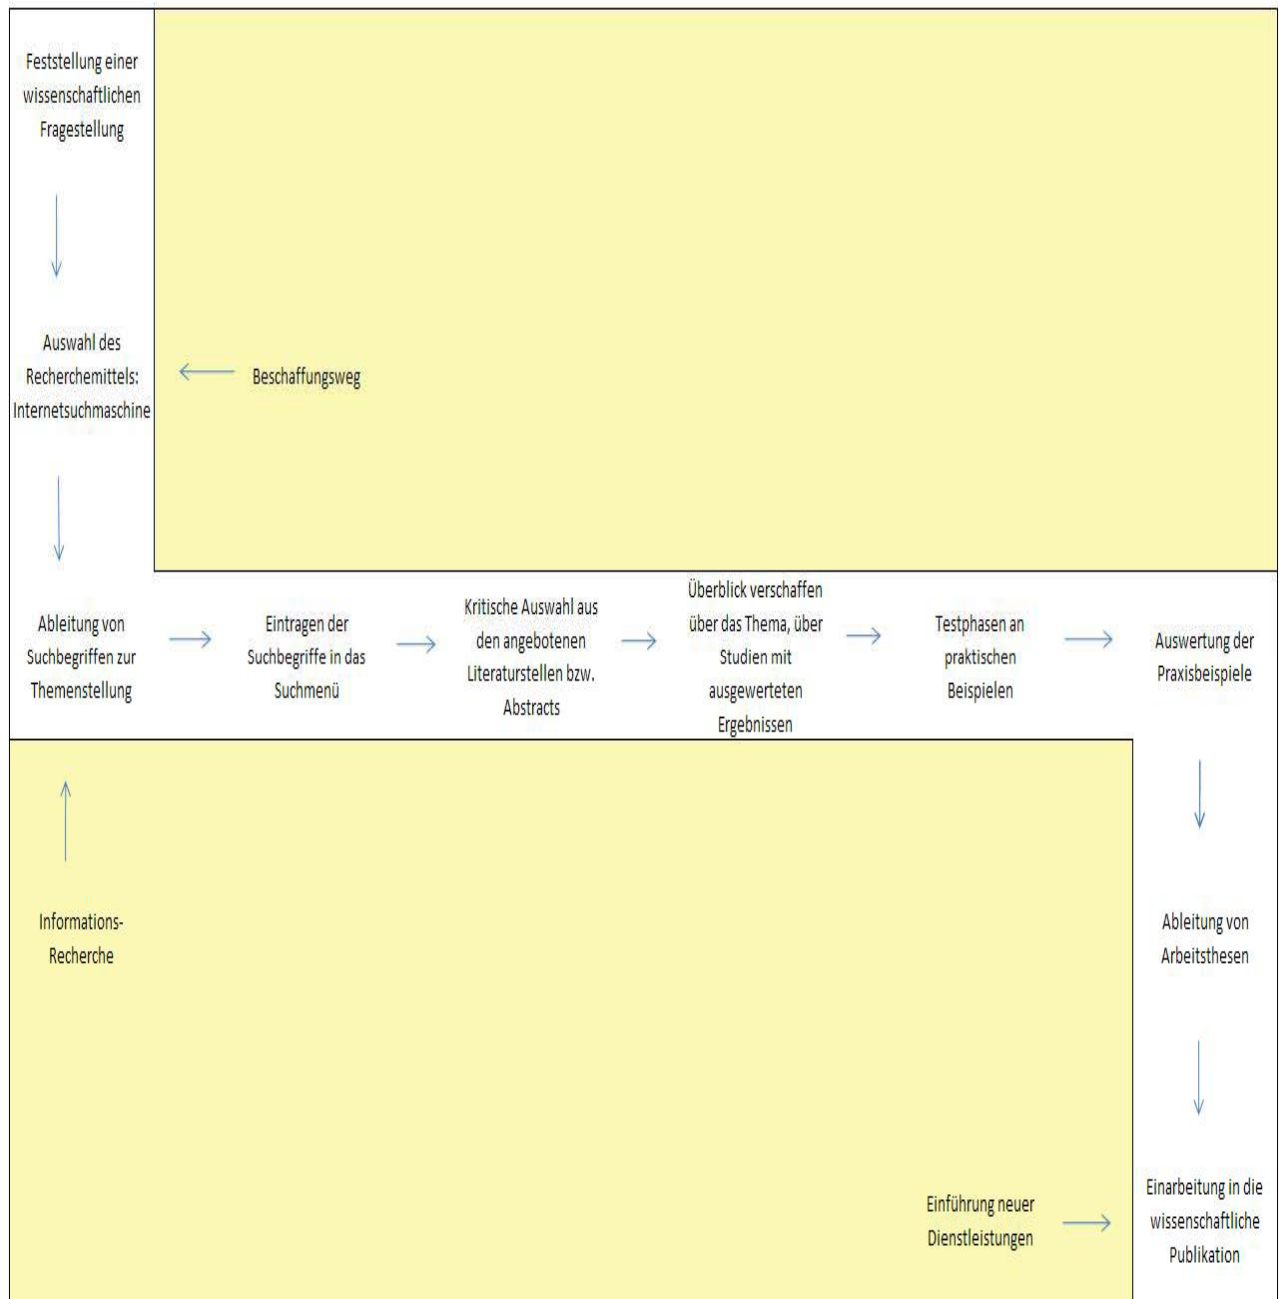 Feststellung einer
wissenschaftlichen
Fragestellung
Auswahl des
Recherchemittels:
Internetsuchmaschine
Beschaffungsweg
Ableitung von
Suchbegriffen zur
Themenstellung
Eintragen der
Suchbegriffe in das
Suchmenü
Kritische Auswahl aus
den angebotenen
Literaturstellen bzw.
Abstracts
Überblick verschaffen
über das Thema, über
Studien mit
ausgewerteten
Ergebnissen
Testphasen an
praktischen
Beispielen
Auswertung der
Praxisbeispiele
Informations-
Recherche
Ableitung von
Arbeitsthesen
Einführung neuer
Dienstleistungen
Einarbeitung in die
wissenschaftliche
Publikation